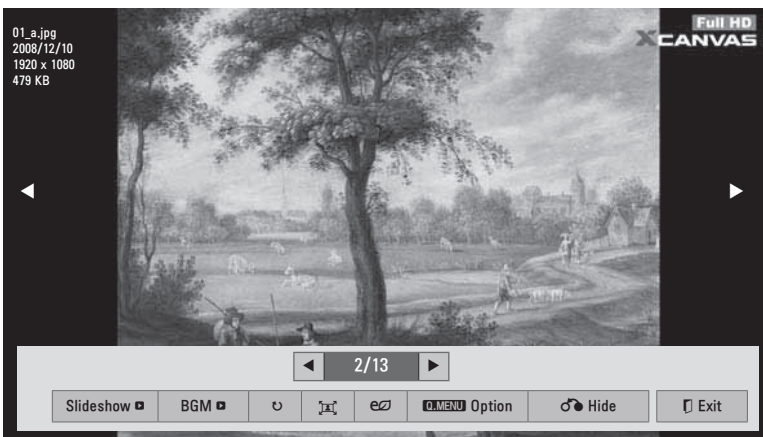 01_a.jpg
2008/12/10
1920 x 1080
479 KB
Full HD
XCANVAS
2/13
Slideshow
BGM
Q.MENU Option
Hide
Exit